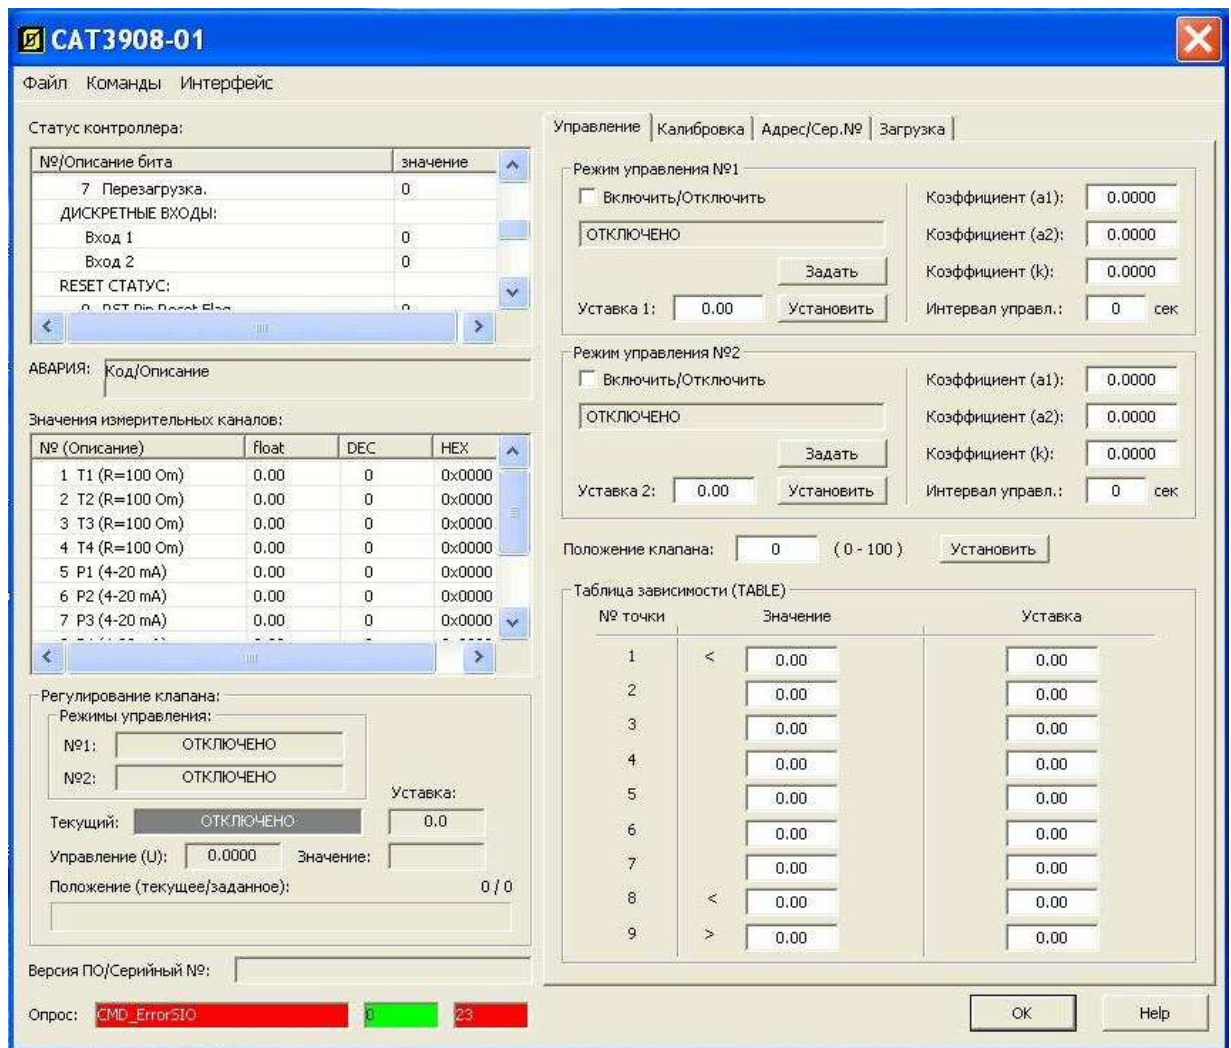 CAT3908-01
Файл Команды Интерфейс
Статус контроллера:
№/Описание бита значение
7 Перезагрузка. 0
ДИСКРЕТНЫЕ ВХОДЫ:
Вход 1 0
Вход 2 0
RESET СТАТУС:
0 RST Pin Reset Flag 0
АВАРИЯ: Код/Описание
Значения измерительных каналов:
№ (Описание) float DEC HEX
1 T1 (R=100 Om) 0.00 0 0x0000
2 T2 (R=100 Om) 0.00 0 0x0000
3 T3 (R=100 Om) 0.00 0 0x0000
4 T4 (R=100 Om) 0.00 0 0x0000
5 P1 (4-20 mA) 0.00 0 0x0000
6 P2 (4-20 mA) 0.00 0 0x0000
7 P3 (4-20 mA) 0.00 0 0x0000
Регулирование клапана:
Режимы управления:
№1: ОТКЛЮЧЕНО
№2: ОТКЛЮЧЕНО
Уставка:
Текущий: ОТКЛЮЧЕНО 0.0
Управление (U): 0.0000 Значение:
Положение (текущее/заданное): 0 / 0
Версия ПО/Серийный №:
Опрос: CMD_ErrorSIO 0 23
Управление Калибровка Адрес/Сер.№ Загрузка
Режим управления №1
Включить/Отключить Коэффициент (a1): 0.0000
ОТКЛЮЧЕНО Коэффициент (a2): 0.0000
Задать Коэффициент (k): 0.0000
Уставка 1: 0.00 Установить Интервал управл.: 0 сек
Режим управления №2
Включить/Отключить Коэффициент (a1): 0.0000
ОТКЛЮЧЕНО Коэффициент (a2): 0.0000
Задать Коэффициент (k): 0.0000
Уставка 2: 0.00 Установить Интервал управл.: 0 сек
Положение клапана: 0 ( 0 - 100 ) Установить
Таблица зависимости (TABLE)
№ точки Значение Уставка
1 < 0.00 0.00
2 0.00 0.00
3 0.00 0.00
4 0.00 0.00
5 0.00 0.00
6 0.00 0.00
7 0.00 0.00
8 < 0.00 0.00
9 > 0.00 0.00
OK Help